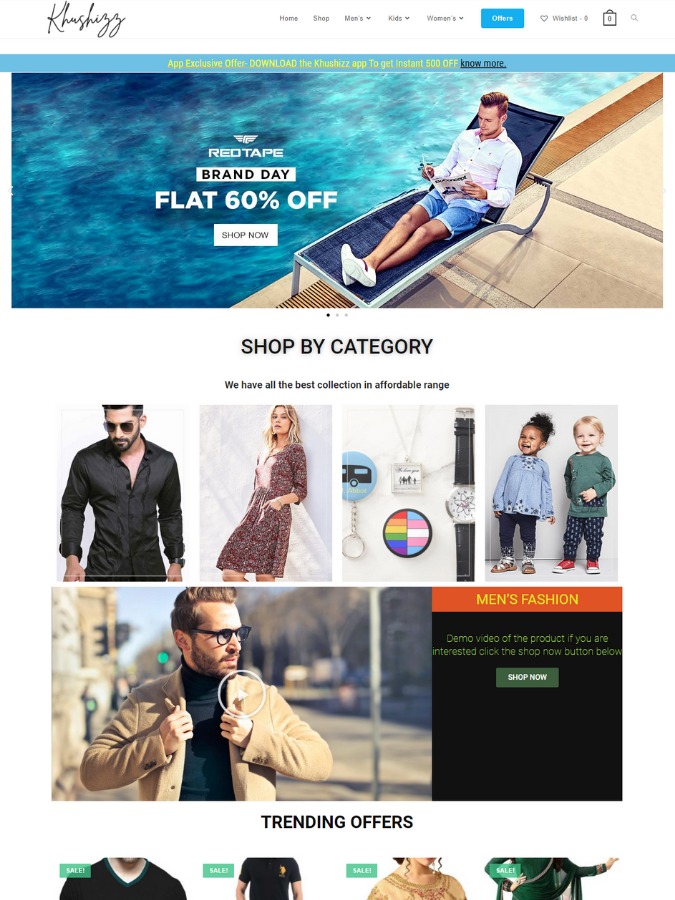 Khushizz
Home Shop Men's Kids Women's Offers Wishlist - 0 0
App Exclusive Offer- DOWNLOAD the Khushizz app To get Instant 500 OFF know more.
REDTAPE
BRAND DAY
FLAT 60% OFF
SHOP NOW
SHOP BY CATEGORY
We have all the best collection in affordable range
MEN'S FASHION
Demo video of the product if you are
interested click the shop now button below
SHOP NOW
TRENDING OFFERS
SALE! SALE! SALE! SALE!